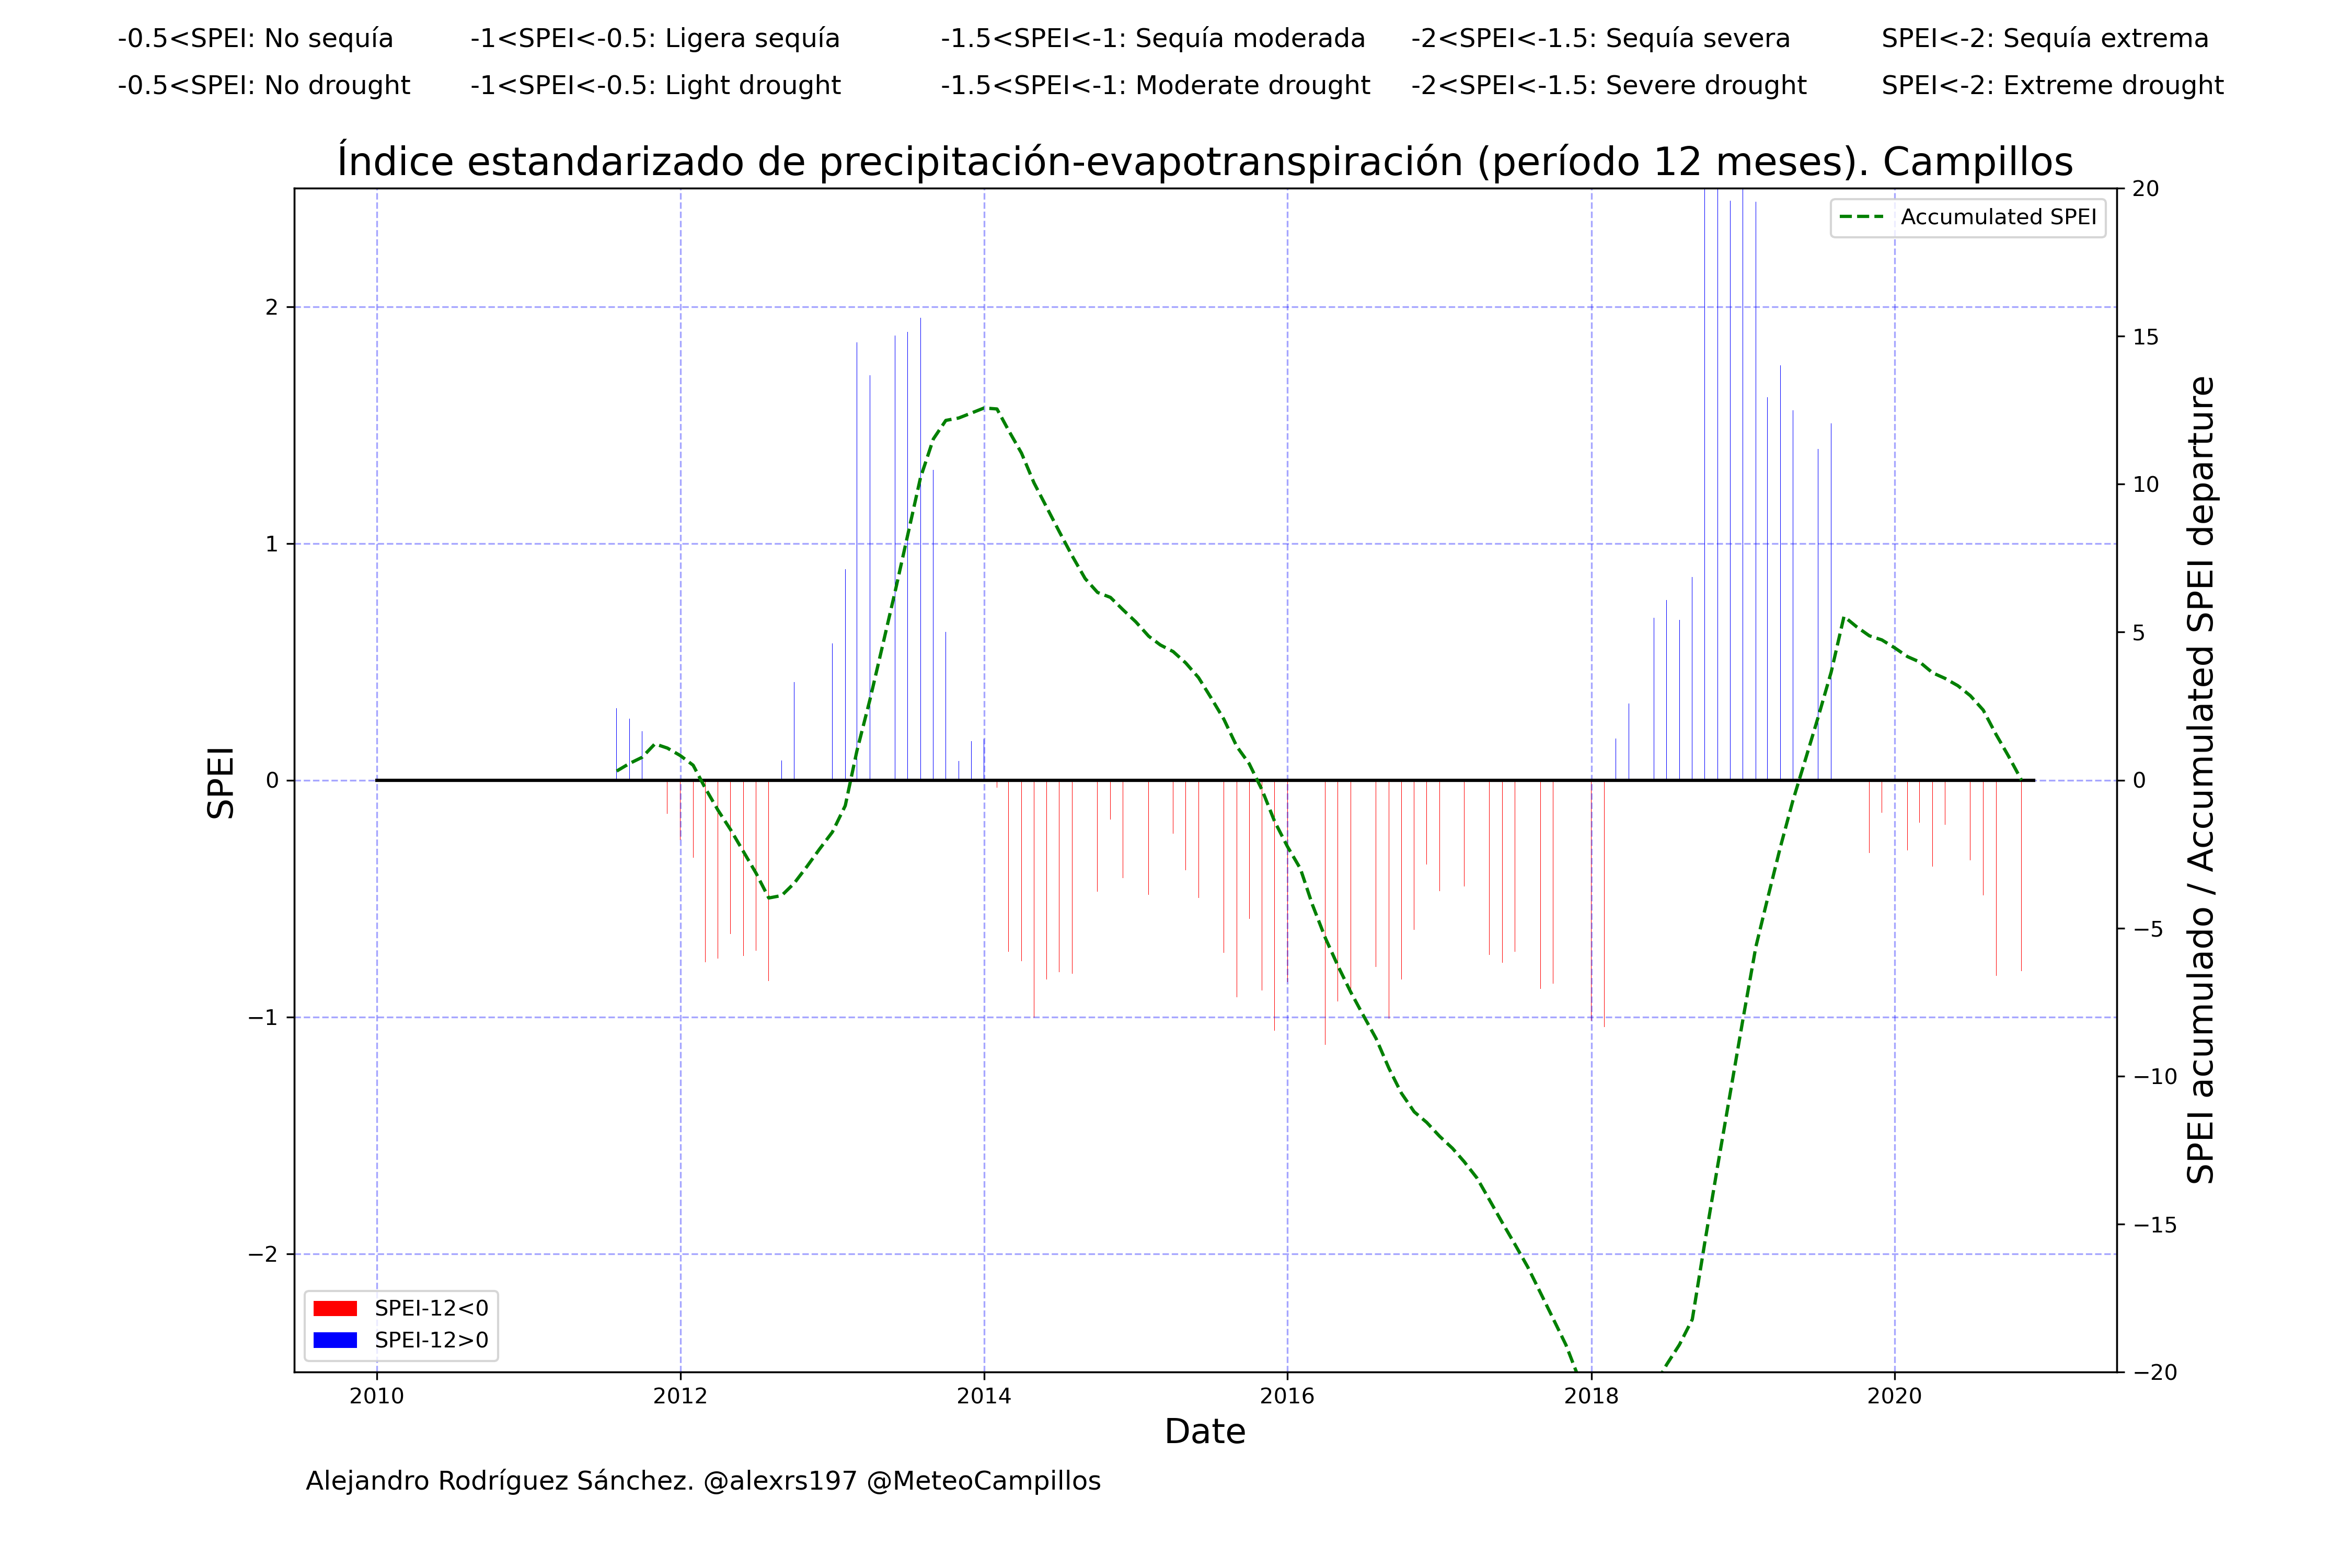 -0.5<SPEI: No sequía -1<SPEI<-0.5: Ligera sequía -1.5<SPEI<-1: Sequía moderada -2<SPEI<-1.5: Sequía severa SPEI<-2: Sequía extrema
-0.5<SPEI: No drought -1<SPEI<-0.5: Light drought -1.5<SPEI<-1: Moderate drought -2<SPEI<-1.5: Severe drought SPEI<-2: Extreme drought
Índice estandarizado de precipitación-evapotranspiración (período 12 meses). Campillos
Accumulated SPEI
SPEI
2
1
0
−1
−2
20
15
10
5
0
−5
−10
−15
−20
SPEI acumulado / Accumulated SPEI departure
SPEI-12<0
SPEI-12>0
2010 2012 2014 2016 2018 2020
Date
Alejandro Rodríguez Sánchez. @alexrs197 @MeteoCampillos